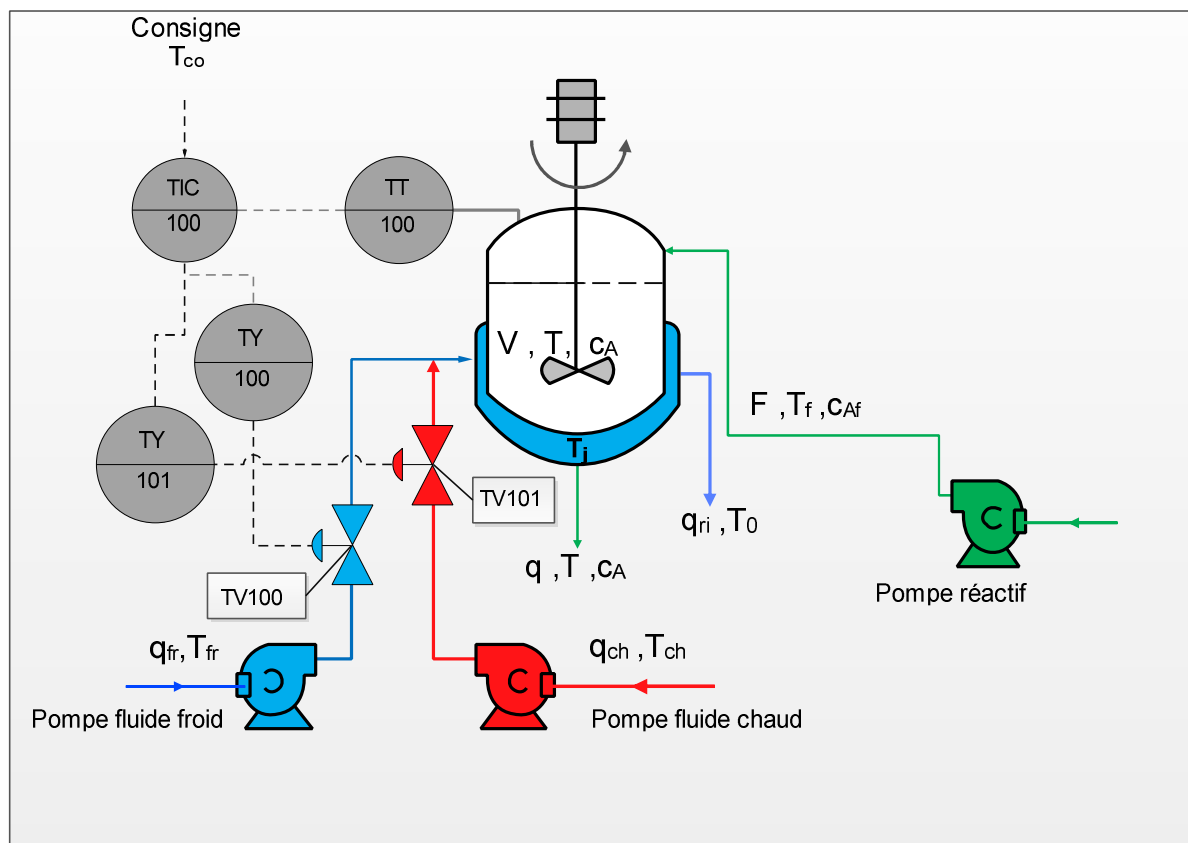 Consigne
Tco
TIC
100
TT
100
TY
100
TY
101
V , T, cA
Tj
F ,Tf ,cAf
TV101
qri ,T0
q ,T ,cA
TV100
Pompe réactif
qfr,Tfr
qch ,Tch
Pompe fluide froid
Pompe fluide chaud